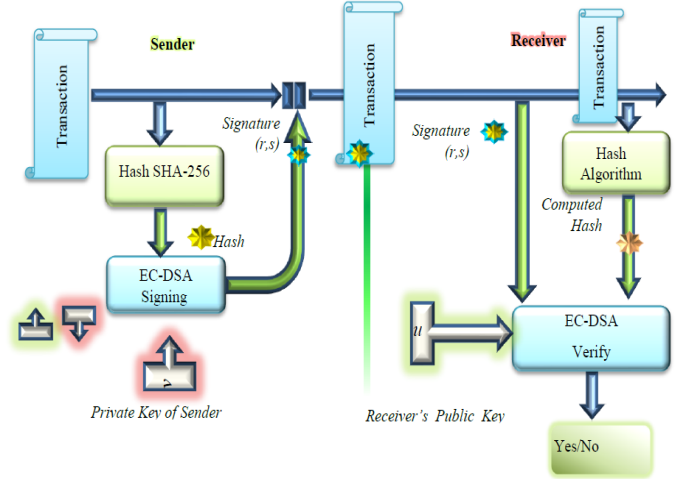 Sender
Receiver
Transaction
Transaction
Transaction
Signature
(r,s)
Signature
(r,s)
Hash SHA-256
Hash
Algorithm
Computed
Hash
Hash
EC-DSA
Signing
EC-DSA
Verify
u
v
Private Key of Sender
Receiver's Public Key
Yes/No